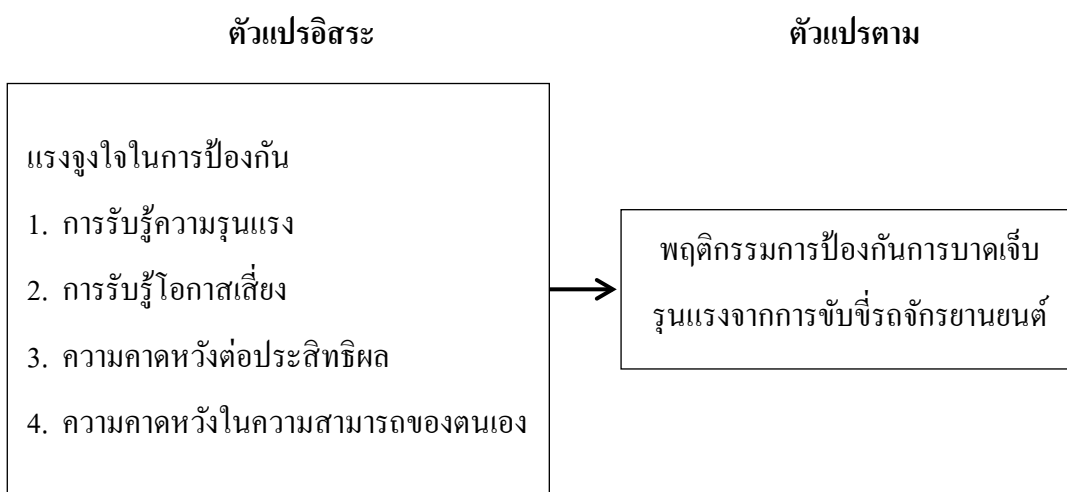 ตัวแปรอิสระ
ตัวแปรตาม
แรงจูงใจในการป้องกัน
1. การรับรู้ความรุนแรง
2. การรับรู้โอกาสเสี่ยง
3. ความคาดหวังต่อประสิทธิผล
4. ความคาดหวังในความสามารถของตนเอง
พฤติกรรมการป้องกันการบาดเจ็บ
รุนแรงจากการขับขี่รถจักรยานยนต์